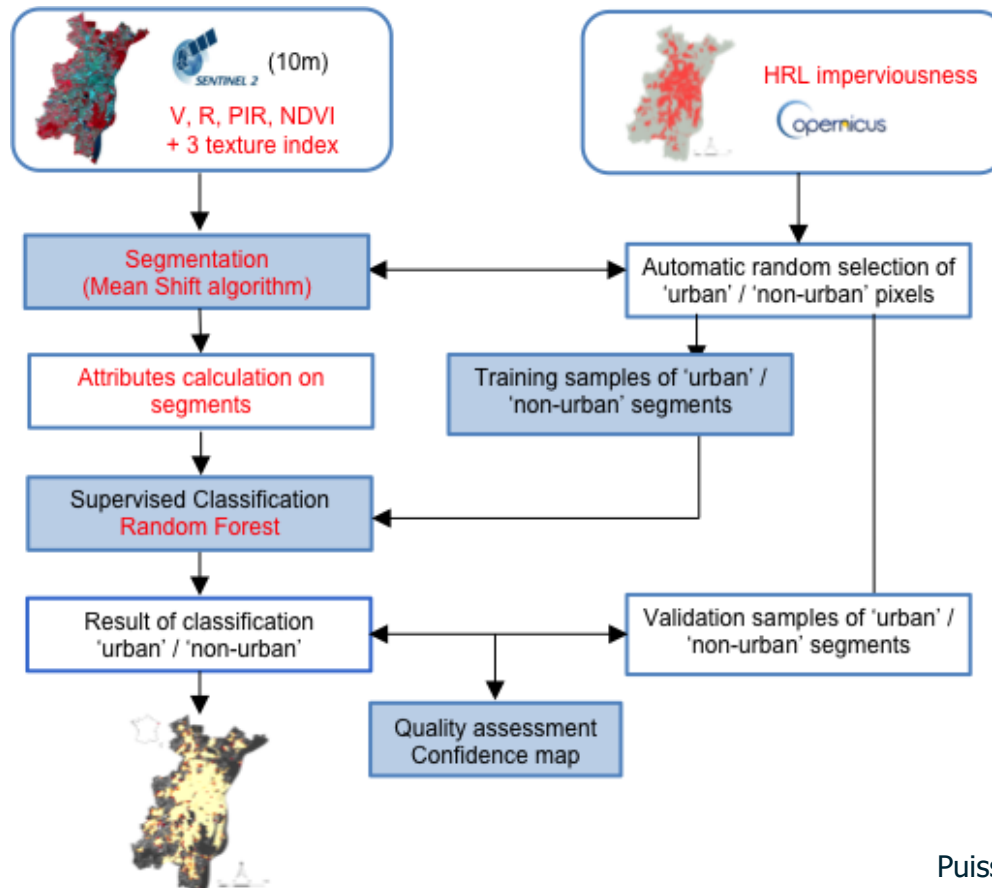 SENTINEL 2
(10m)
V, R, PIR, NDVI
+ 3 texture index
HRL imperviousness
opernicus
Segmentation
(Mean Shift algorithm)
Automatic random selection of
‘urban’ / ‘non-urban’ pixels
Attributes calculation on
segments
Training samples of ‘urban’ /
‘non-urban’ segments
Supervised Classification
Random Forest
Result of classification
‘urban’ / ‘non-urban’
Validation samples of ‘urban’ /
‘non-urban’ segments
Quality assessment
Confidence map
Puiss